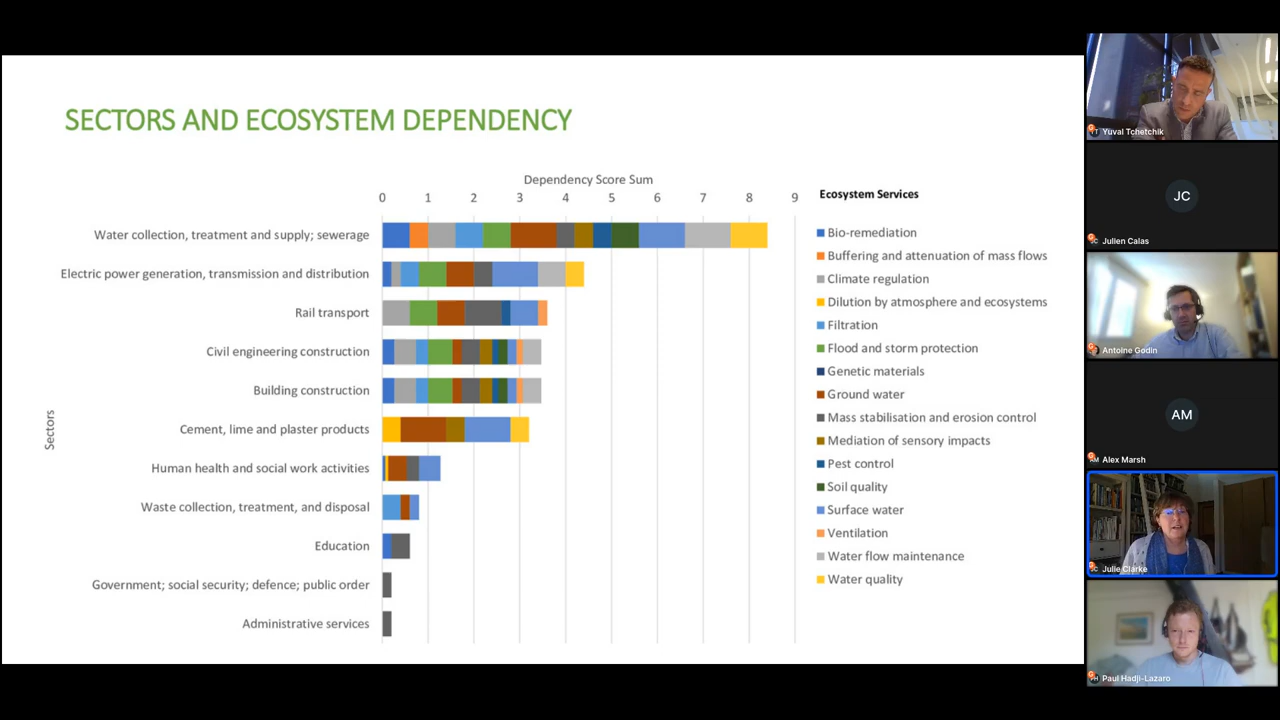 SECTORS AND ECOSYSTEM DEPENDENCY
Dependency Score Sum
0 1 2 3 4 5 6 7 8 9
Sectors
Water collection, treatment and supply; sewerage
Electric power generation, transmission and distribution
Rail transport
Civil engineering construction
Building construction
Cement, lime and plaster products
Human health and social work activities
Waste collection, treatment, and disposal
Education
Government; social security; defence; public order
Administrative services
Ecosystem Services
Bio-remediation
Buffering and attenuation of mass flows
Climate regulation
Dilution by atmosphere and ecosystems
Filtration
Flood and storm protection
Genetic materials
Ground water
Mass stabilisation and erosion control
Mediation of sensory impacts
Pest control
Soil quality
Surface water
Ventilation
Water flow maintenance
Water quality
Yuval Tchetchik
JC
Julien Calas
Antoine Godin
AM
Alex Marsh
Julie Clarke
Paul Hadji-Lazaro